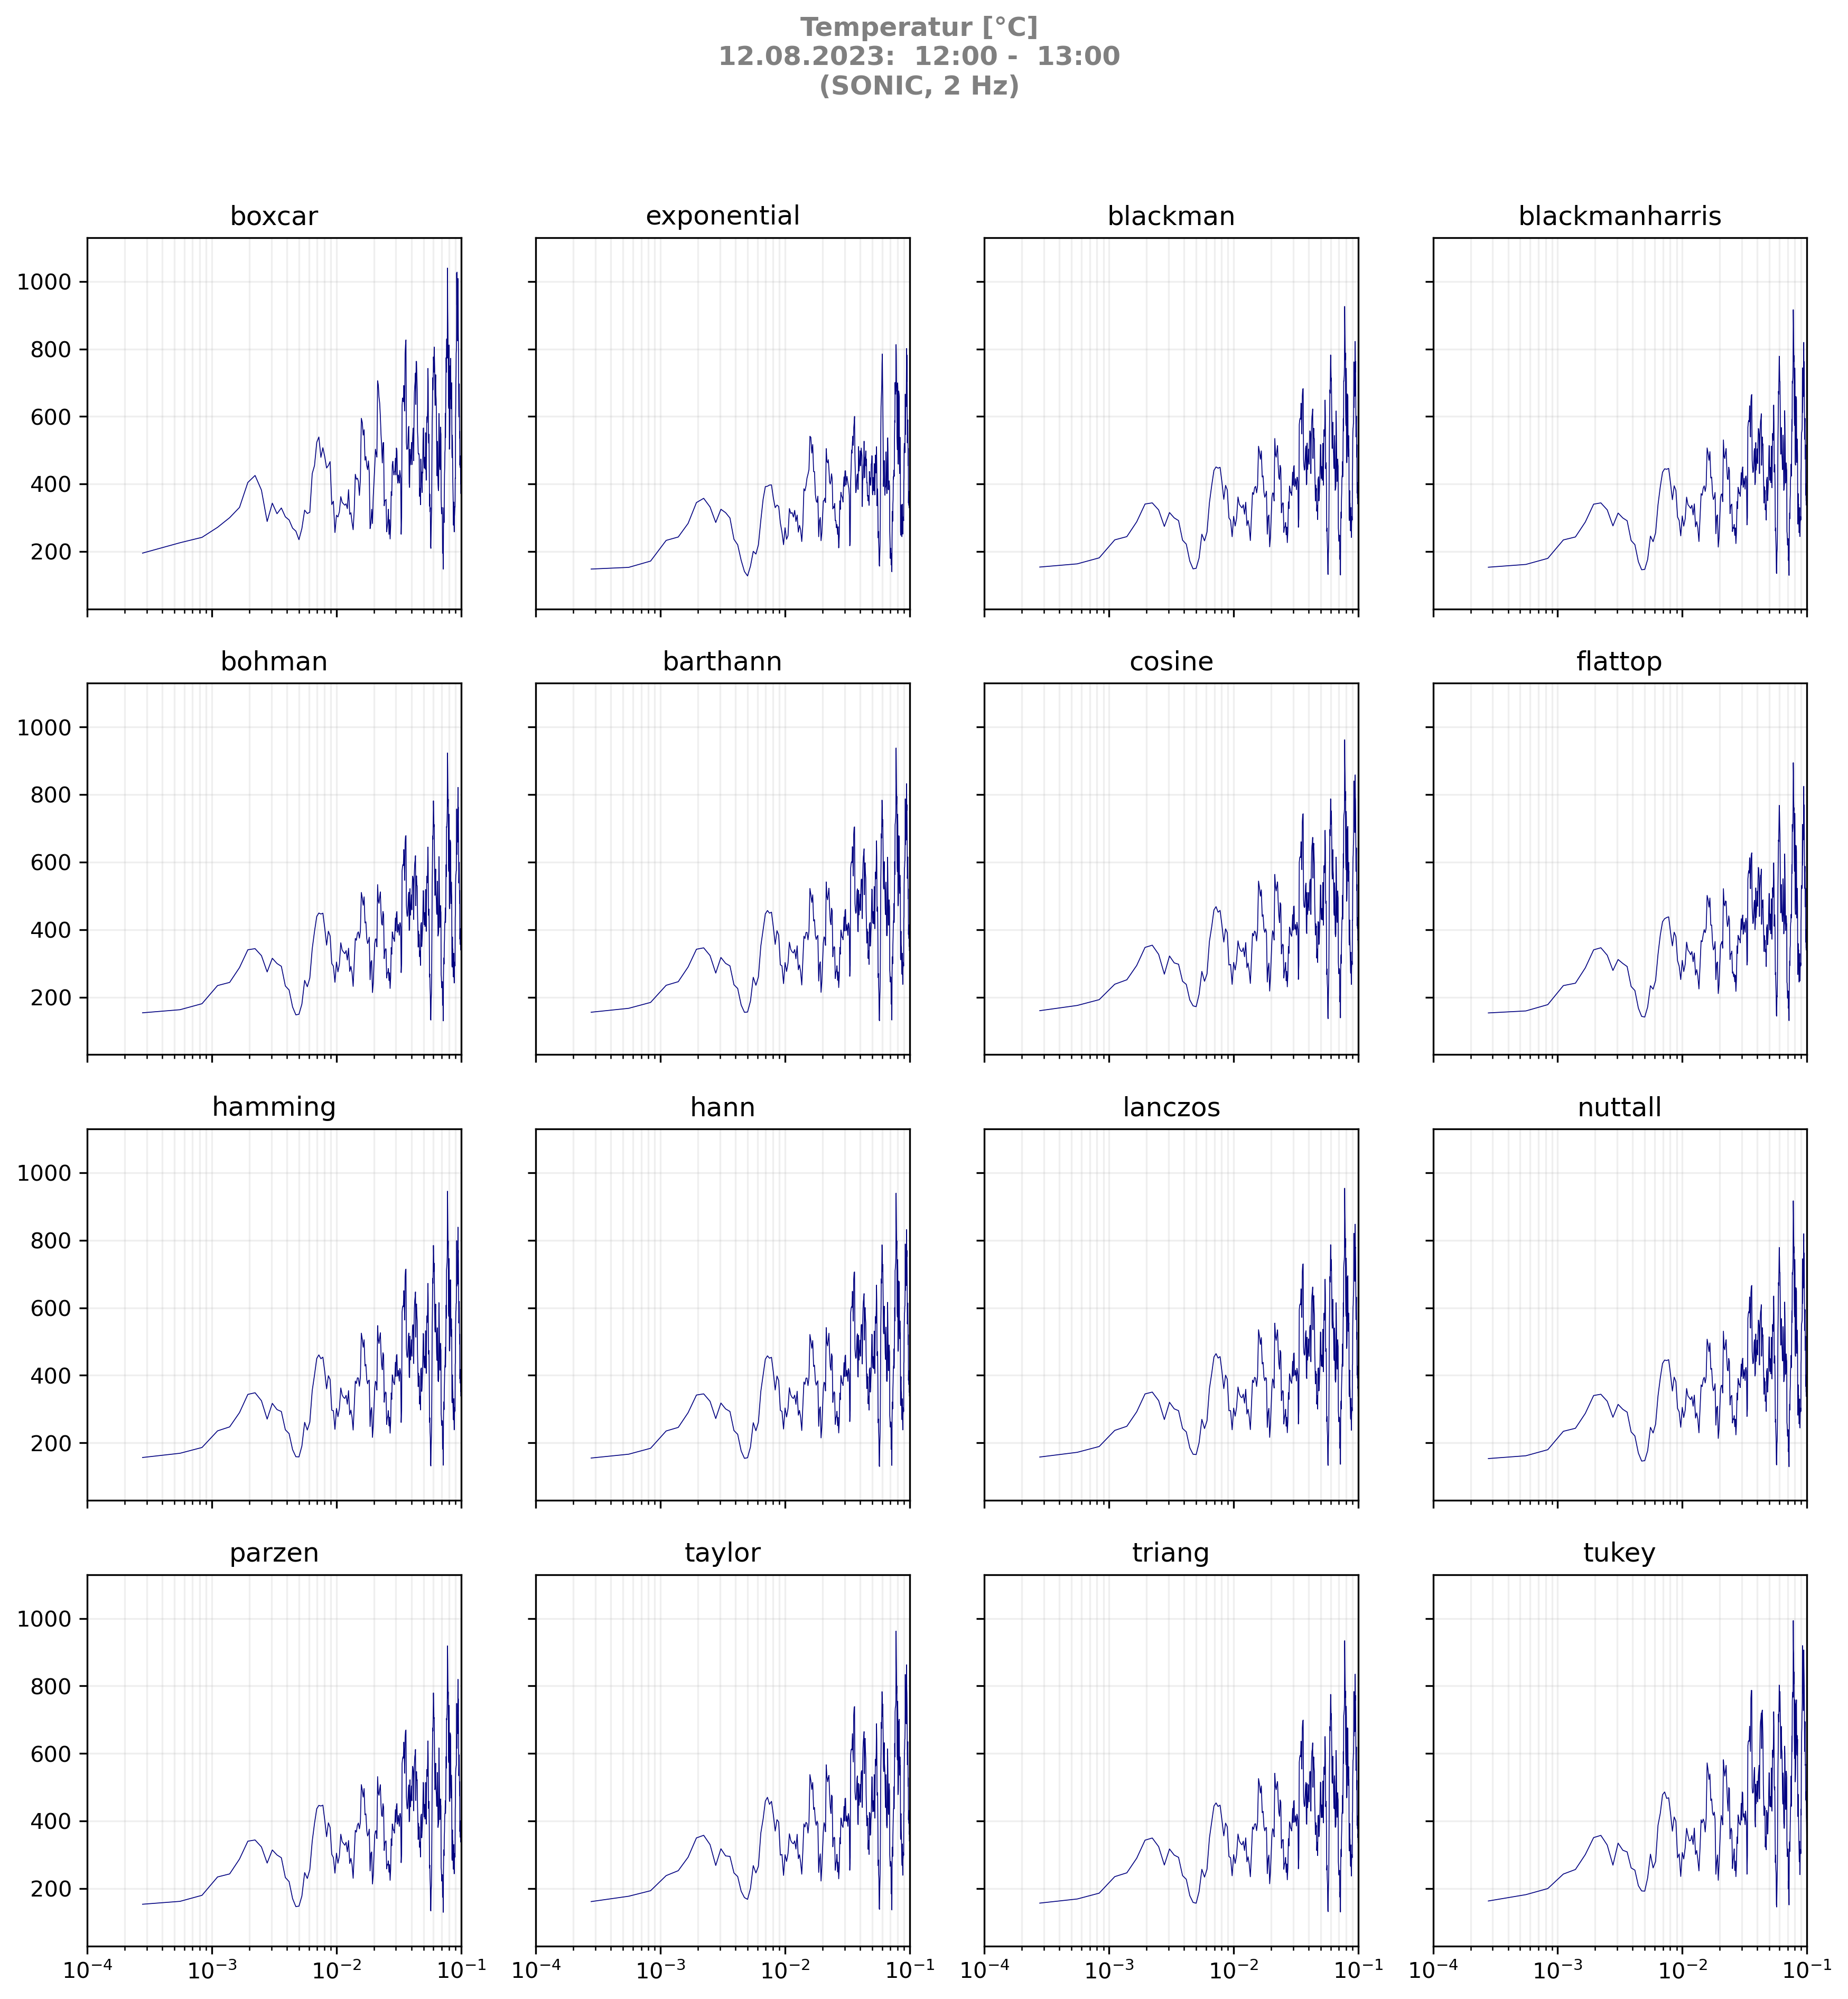 Temperatur [°C]
12.08.2023:  12:00 -  13:00
(SONIC, 2 Hz)
boxcar exponential blackman blackmanharris
1000
800
600
400
200
bohman barthann cosine flattop
1000
800
600
400
200
hamming hann lanczos nuttall
1000
800
600
400
200
parzen taylor triang tukey
1000
800
600
400
200
10⁻⁴ 10⁻³ 10⁻² 10⁻¹ 10⁻⁴ 10⁻³ 10⁻² 10⁻¹ 10⁻⁴ 10⁻³ 10⁻² 10⁻¹ 10⁻⁴ 10⁻³ 10⁻² 10⁻¹